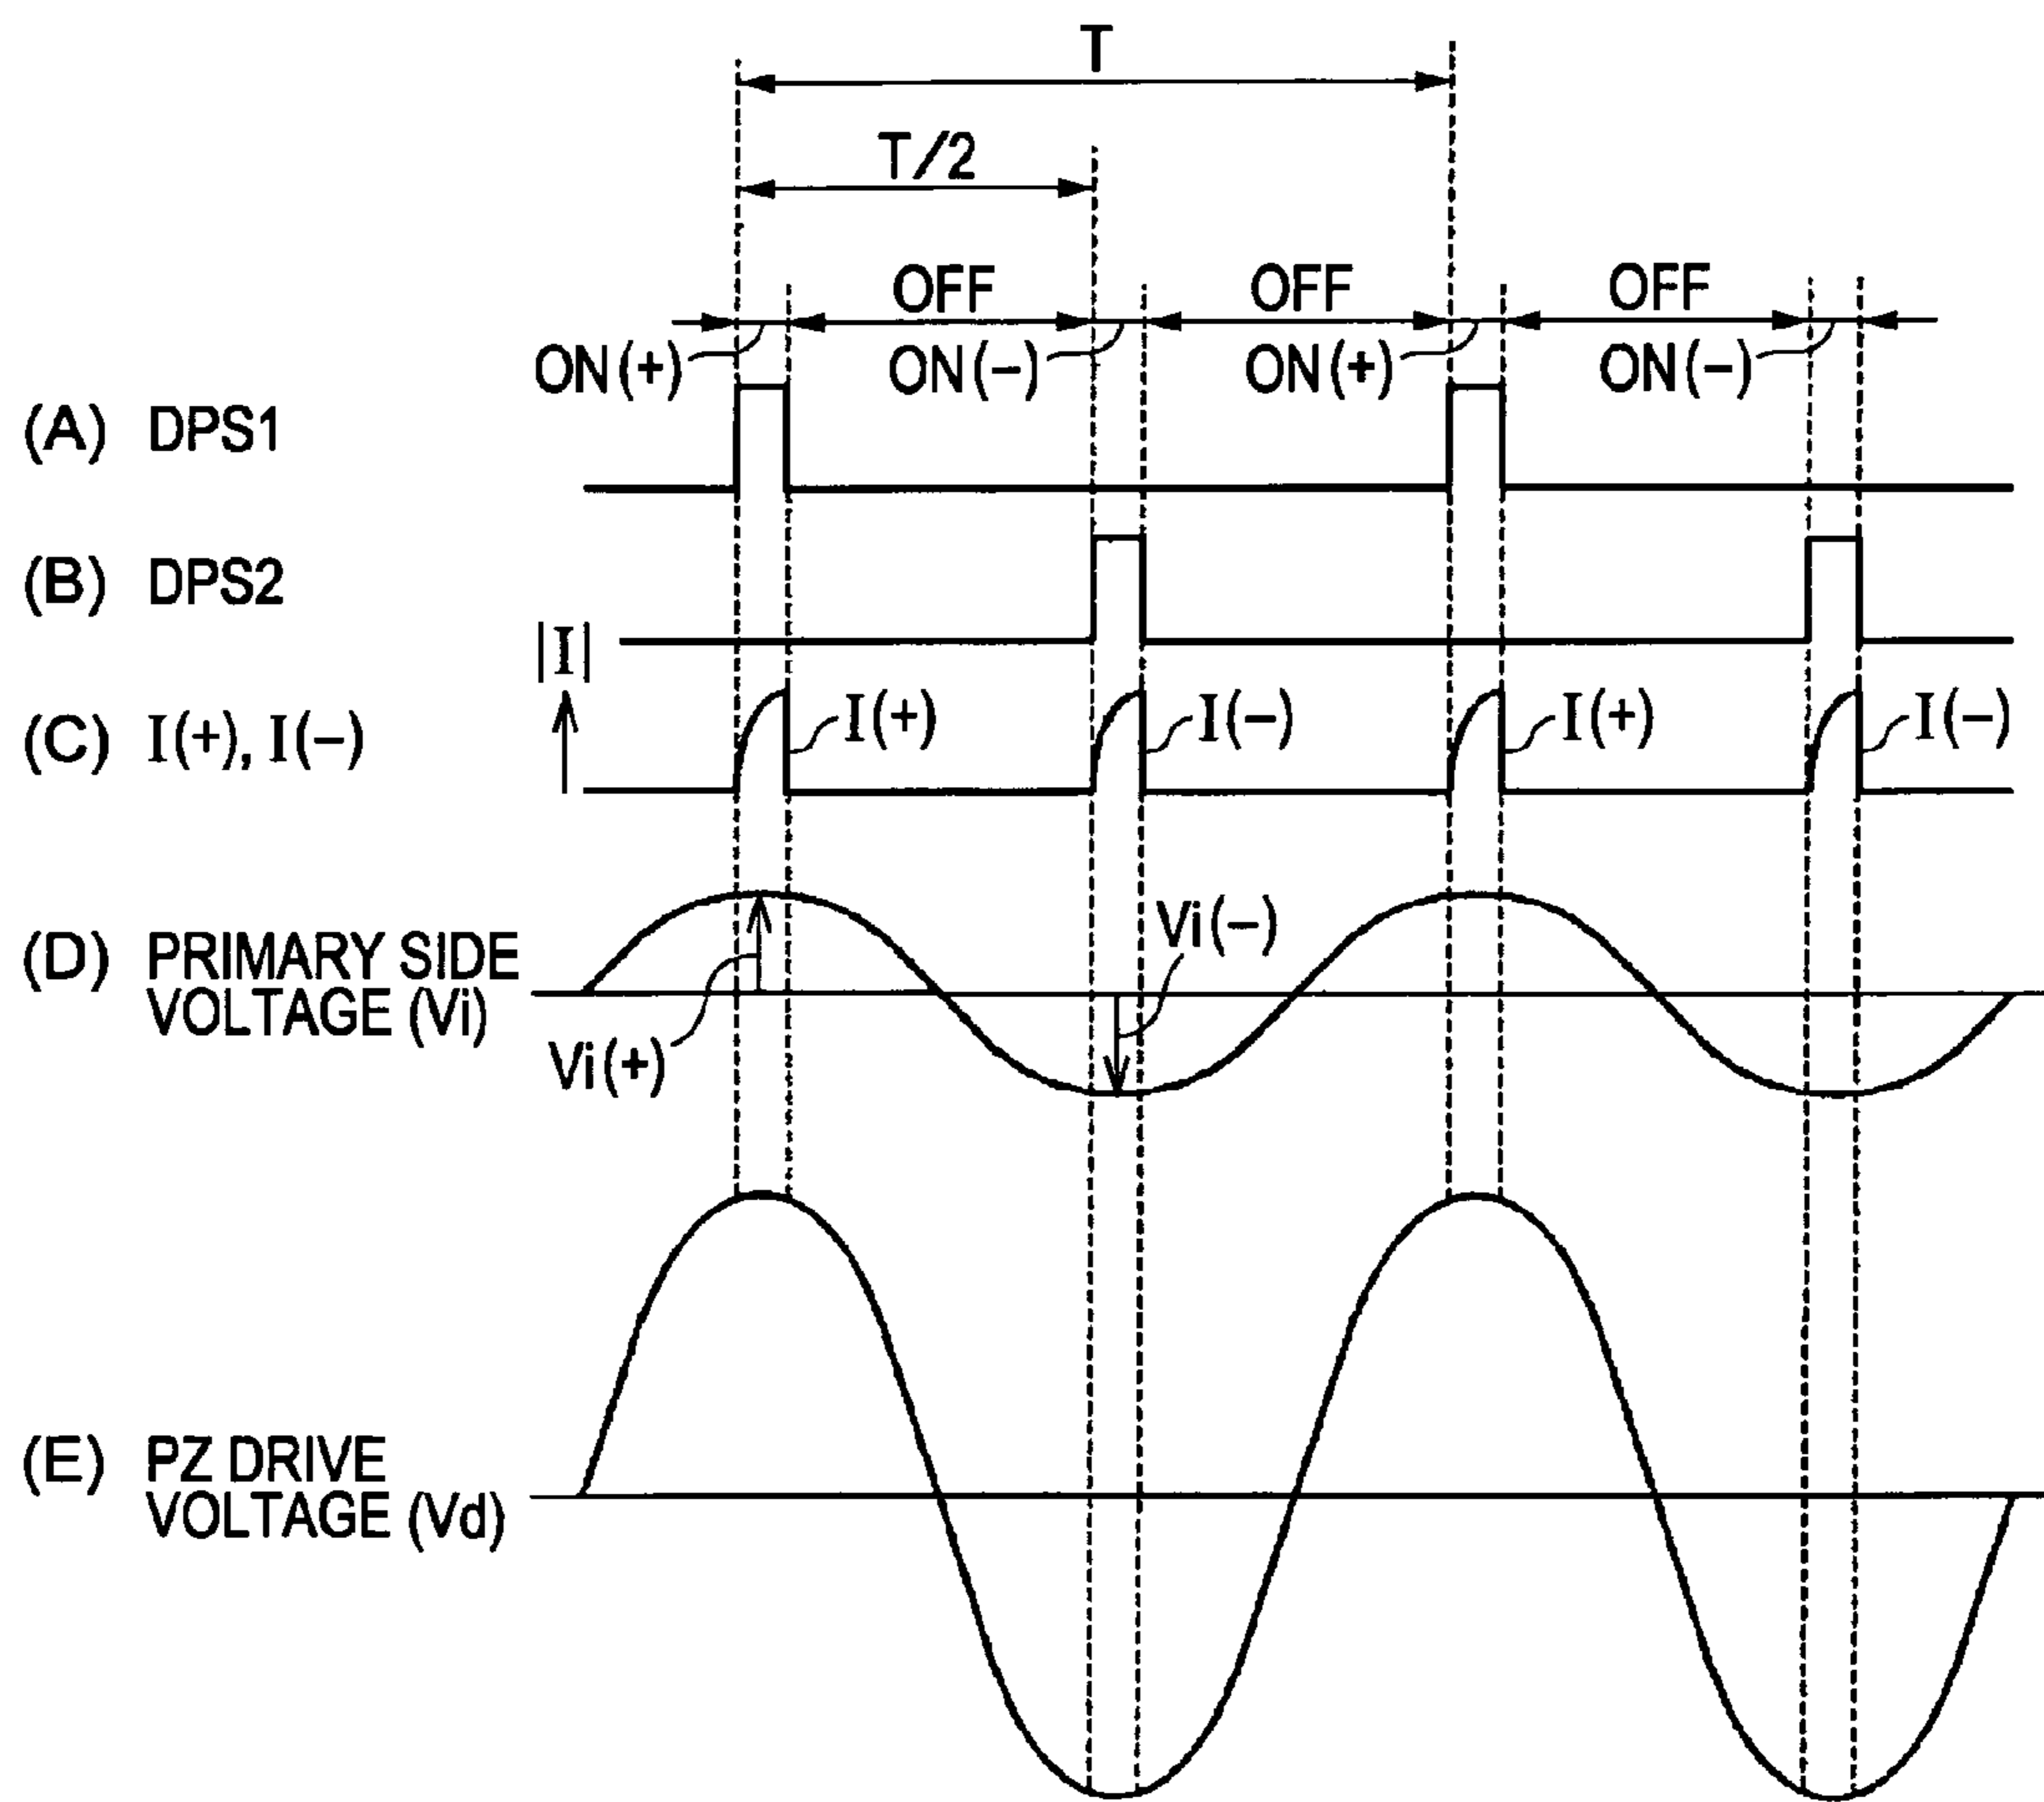 T
T/2
OFF OFF OFF
ON(+) ON(−) ON(+) ON(−)
(A) DPS1
(B) DPS2
|I|
(C) I(+), I(−)
I(+) I(−) I(+) I(−)
Vi(−)
(D) PRIMARY SIDE
VOLTAGE (Vi)
Vi(+)
(E) PZ DRIVE
VOLTAGE (Vd)